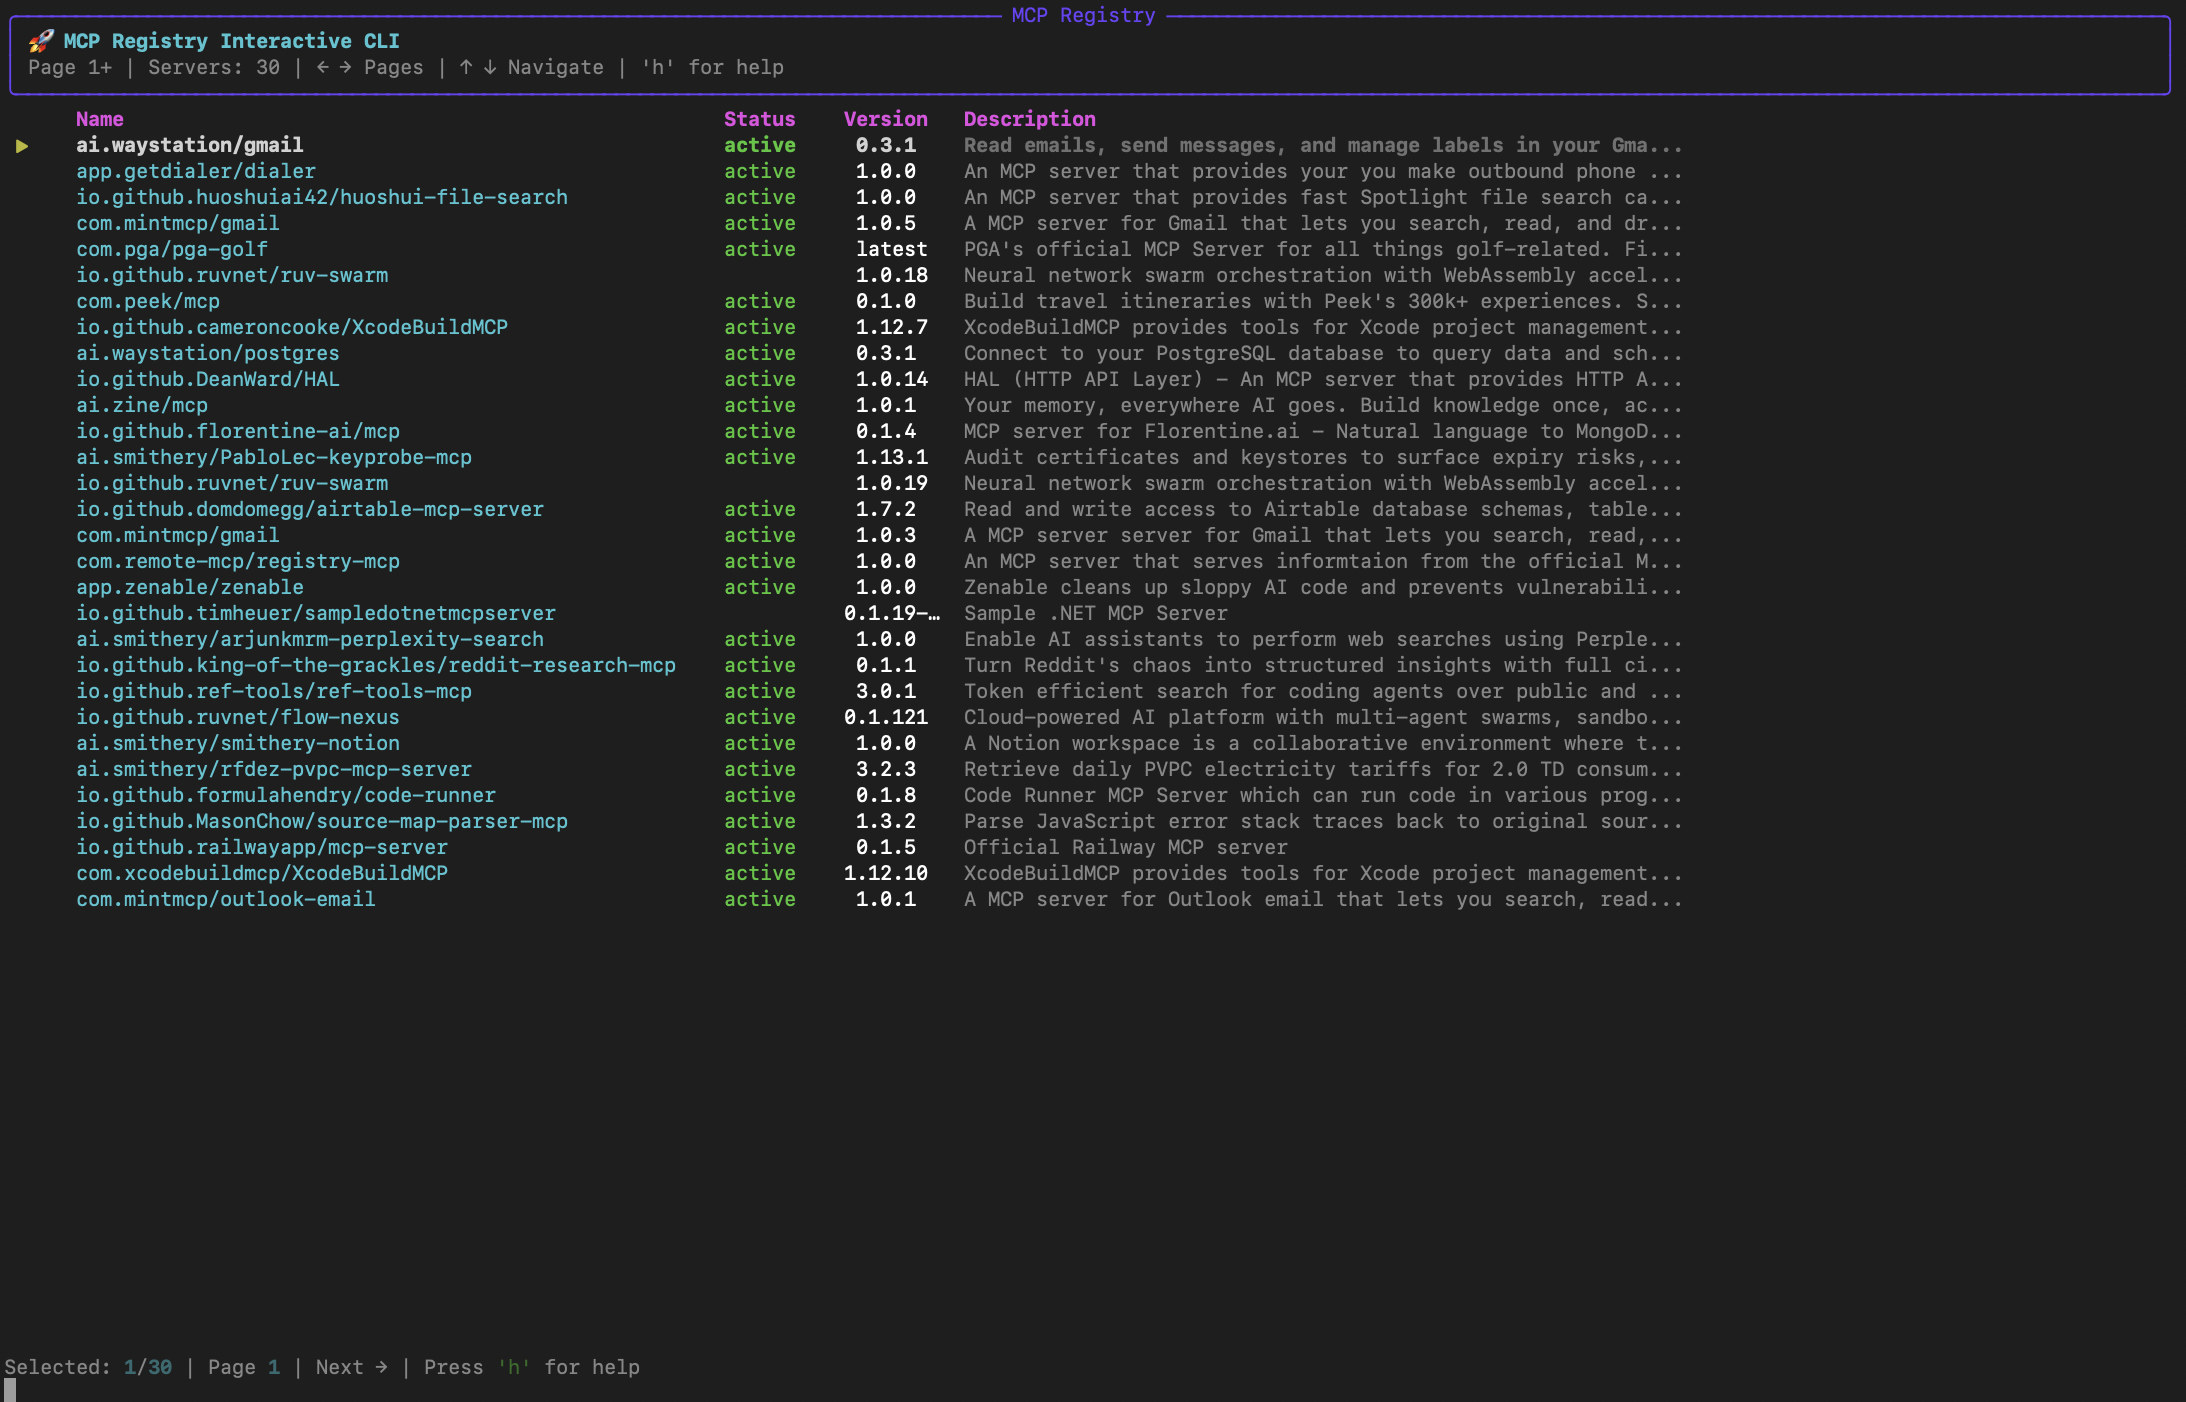 MCP Registry
🚀 MCP Registry Interactive CLI
Page 1+ | Servers: 30 | ← → Pages | ↑ ↓ Navigate | 'h' for help
Name Status Version Description
▶ ai.waystation/gmail active 0.3.1 Read emails, send messages, and manage labels in your Gma...
app.getdialer/dialer active 1.0.0 An MCP server that provides your you make outbound phone ...
io.github.huoshuiai42/huoshui-file-search active 1.0.0 An MCP server that provides fast Spotlight file search ca...
com.mintmcp/gmail active 1.0.5 A MCP server for Gmail that lets you search, read, and dr...
com.pga/pga-golf active latest PGA's official MCP Server for all things golf-related. Fi...
io.github.ruvnet/ruv-swarm 1.0.18 Neural network swarm orchestration with WebAssembly accel...
com.peek/mcp active 0.1.0 Build travel itineraries with Peek's 300k+ experiences. S...
io.github.cameroncooke/XcodeBuildMCP active 1.12.7 XcodeBuildMCP provides tools for Xcode project management...
ai.waystation/postgres active 0.3.1 Connect to your PostgreSQL database to query data and sch...
io.github.DeanWard/HAL active 1.0.14 HAL (HTTP API Layer) - An MCP server that provides HTTP A...
ai.zine/mcp active 1.0.1 Your memory, everywhere AI goes. Build knowledge once, ac...
io.github.florentine-ai/mcp active 0.1.4 MCP server for Florentine.ai - Natural language to MongoD...
ai.smithery/PabloLec-keyprobe-mcp active 1.13.1 Audit certificates and keystores to surface expiry risks,...
io.github.ruvnet/ruv-swarm 1.0.19 Neural network swarm orchestration with WebAssembly accel...
io.github.domdomegg/airtable-mcp-server active 1.7.2 Read and write access to Airtable database schemas, table...
com.mintmcp/gmail active 1.0.3 A MCP server server for Gmail that lets you search, read,...
com.remote-mcp/registry-mcp active 1.0.0 An MCP server that serves informtaion from the official M...
app.zenable/zenable active 1.0.0 Zenable cleans up sloppy AI code and prevents vulnerabili...
io.github.timheuer/sampledotnetmcpserver 0.1.19-… Sample .NET MCP Server
ai.smithery/arjunkmrm-perplexity-search active 1.0.0 Enable AI assistants to perform web searches using Perple...
io.github.king-of-the-grackles/reddit-research-mcp active 0.1.1 Turn Reddit's chaos into structured insights with full ci...
io.github.ref-tools/ref-tools-mcp active 3.0.1 Token efficient search for coding agents over public and ...
io.github.ruvnet/flow-nexus active 0.1.121 Cloud-powered AI platform with multi-agent swarms, sandbo...
ai.smithery/smithery-notion active 1.0.0 A Notion workspace is a collaborative environment where t...
ai.smithery/rfdez-pvpc-mcp-server active 3.2.3 Retrieve daily PVPC electricity tariffs for 2.0 TD consum...
io.github.formulahendry/code-runner active 0.1.8 Code Runner MCP Server which can run code in various prog...
io.github.MasonChow/source-map-parser-mcp active 1.3.2 Parse JavaScript error stack traces back to original sour...
io.github.railwayapp/mcp-server active 0.1.5 Official Railway MCP server
com.xcodebuildmcp/XcodeBuildMCP active 1.12.10 XcodeBuildMCP provides tools for Xcode project management...
com.mintmcp/outlook-email active 1.0.1 A MCP server for Outlook email that lets you search, read...
Selected: 1/30 | Page 1 | Next → | Press 'h' for help